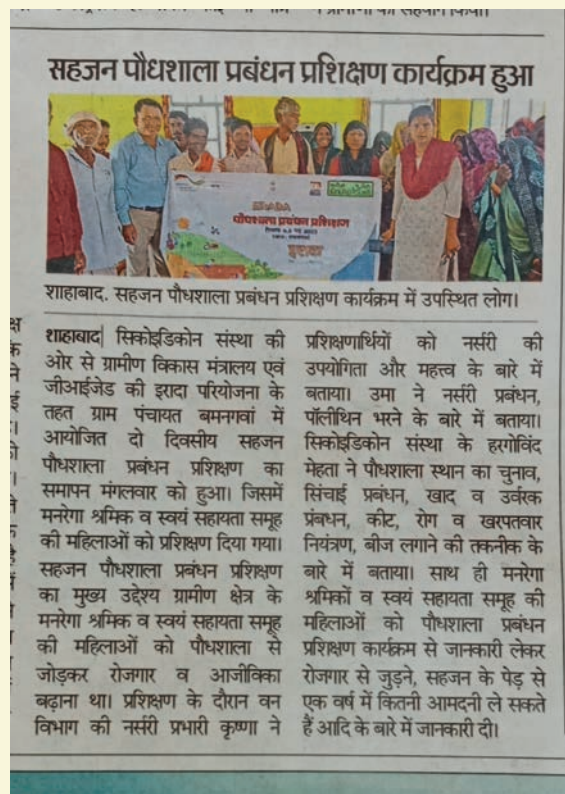 ग्रामीणों का सहयोग किया।
सहजन पौधशाला प्रबंधन प्रशिक्षण कार्यक्रम हुआ
पौधशाला प्रबंधन प्रशिक्षण
इरादा
शाहाबाद. सहजन पौधशाला प्रबंधन प्रशिक्षण कार्यक्रम में उपस्थित लोग।
शाहाबाद| सिकोइडिकोन संस्था की
ओर से ग्रामीण विकास मंत्रालय एवं
जीआईजेड की इरादा परियोजना के
तहत ग्राम पंचायत बमनगवां में
आयोजित दो दिवसीय सहजन
पौधशाला प्रबंधन प्रशिक्षण का
समापन मंगलवार को हुआ। जिसमें
मनरेगा श्रमिक व स्वयं सहायता समूह
की महिलाओं को प्रशिक्षण दिया गया।
सहजन पौधशाला प्रबंधन प्रशिक्षण
का मुख्य उद्देश्य ग्रामीण क्षेत्र के
मनरेगा श्रमिक व स्वयं सहायता समूह
की महिलाओं को पौधशाला से
जोड़कर रोजगार व आजीविका
बढ़ाना था। प्रशिक्षण के दौरान वन
विभाग की नर्सरी प्रभारी कृष्णा ने
प्रशिक्षणार्थियों को नर्सरी की
उपयोगिता और महत्त्व के बारे में
बताया। उमा ने नर्सरी प्रबंधन,
पॉलीथिन भरने के बारे में बताया।
सिकोइडिकोन संस्था के हरगोविंद
मेहता ने पौधशाला स्थान का चुनाव,
सिंचाई प्रबंधन, खाद व उर्वरक
प्रंबधन, कीट, रोग व खरपतवार
नियंत्रण, बीज लगाने की तकनीक के
बारे में बताया। साथ ही मनरेगा
श्रमिकों व स्वयं सहायता समूह की
महिलाओं को पौधशाला प्रबंधन
प्रशिक्षण कार्यक्रम से जानकारी लेकर
रोजगार से जुड़ने, सहजन के पेड़ से
एक वर्ष में कितनी आमदनी ले सकते
हैं आदि के बारे में जानकारी दी।